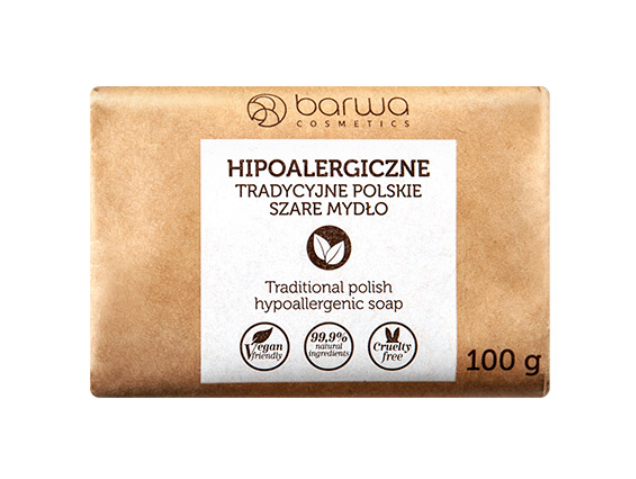 barwa
COSMETICS
HIPOALERGICZNE
TRADYCYJNE POLSKIE
SZARE MYDŁO
Traditional polish
hypoallergenic soap
Vegan
friendly
99,9%
natural
ingredients
Cruelty
free
100 g